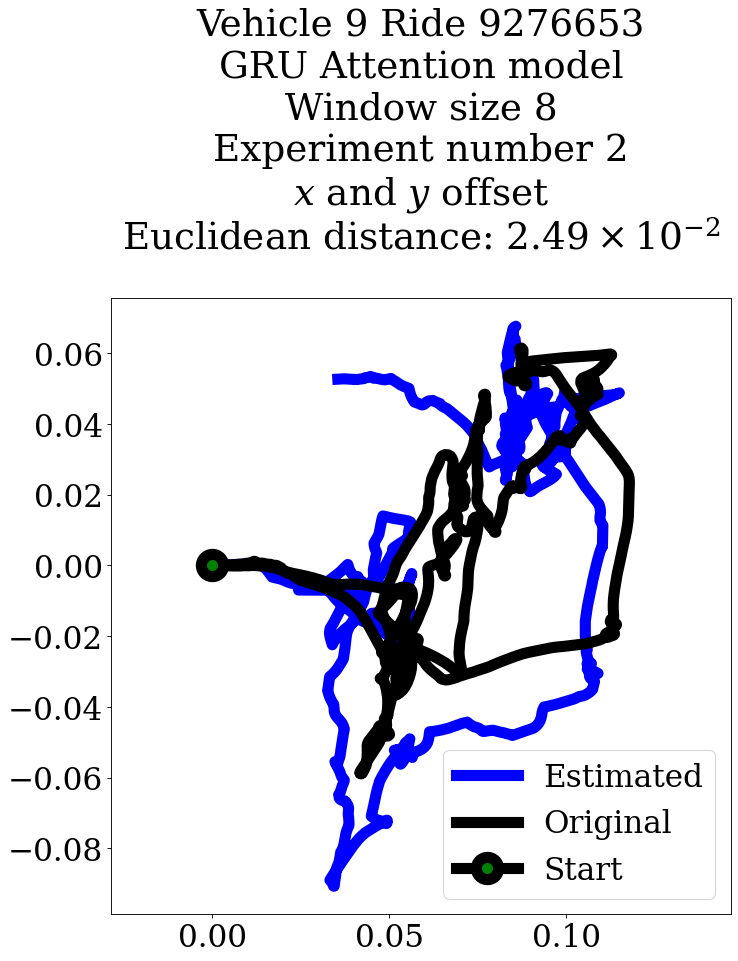 Vehicle 9 Ride 9276653
GRU Attention model
Window size 8
Experiment number 2
x and y offset
Euclidean distance: 2.49 × 10⁻²
0.06
0.04
0.02
0.00
−0.02
−0.04
−0.06
−0.08
Estimated
Original
Start
0.00 0.05 0.10